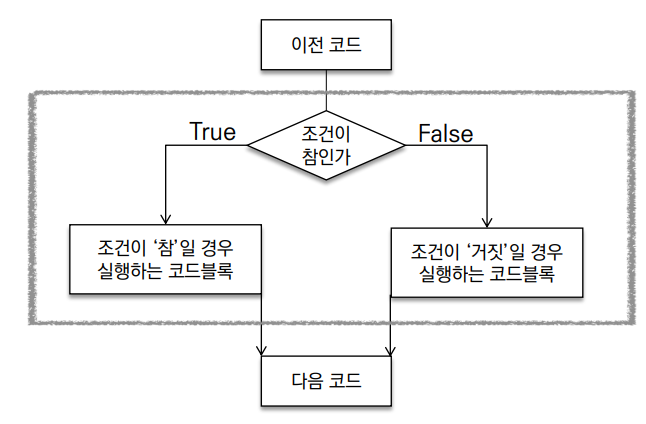 이전 코드
True
조건이
참인가
False
조건이 ‘참’일 경우
실행하는 코드블록
조건이 ‘거짓’일 경우
실행하는 코드블록
다음 코드